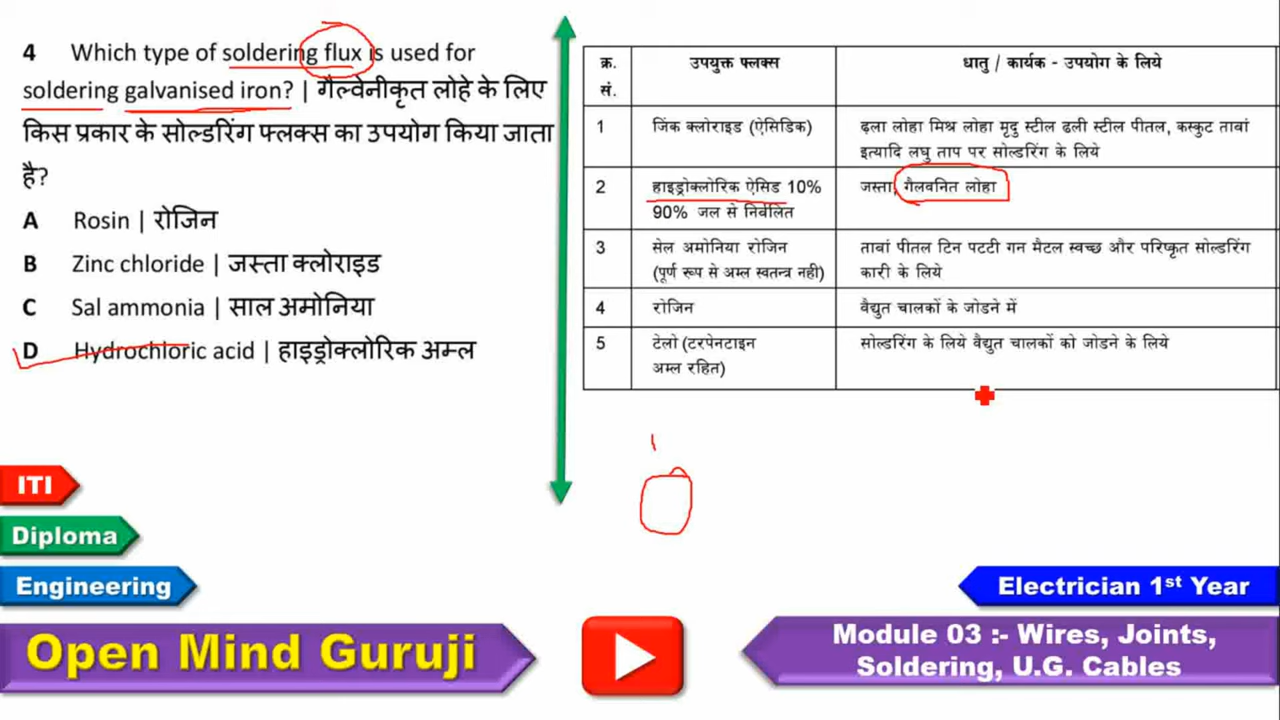 4 Which type of soldering flux is used for
soldering galvanised iron? | गैल्वेनीकृत लोहे के लिए
किस प्रकार के सोल्डरिंग फ्लक्स का उपयोग किया जाता
है?
A Rosin | रोजिन
B Zinc chloride | जस्ता क्लोराइड
C Sal ammonia | साल अमोनिया
D Hydrochloric acid | हाइड्रोक्लोरिक अम्ल
क्र. सं. उपयुक्त फ्लक्स धातु / कार्यक - उपयोग के लिये
1 जिंक क्लोराइड (ऐसिडिक) ढ़ला लोहा मिश्र लोहा मृदु स्टील ढली स्टील पीतल, कस्कुट तावां
इत्यादि लघु ताप पर सोल्डरिंग के लिये
2 हाइड्रोक्लोरिक ऐसिड 10% जस्ता, गैलवनित लोहा
90% जल से निर्बलित
3 सेल अमोनिया रोजिन तावां पीतल टिन पटटी गन मैटल स्वच्छ और परिष्कृत सोल्डरिंग
(पूर्ण रूप से अम्ल स्वतन्त्र नही) कारी के लिये
4 रोजिन वैद्युत चालकों के जोडने में
5 टेलो (टरपेनटाइन सोल्डरिंग के लिये वैद्युत चालकों को जोडने के लिये
अम्ल रहित)
ITI
Diploma
Engineering
Open Mind Guruji
Electrician 1st Year
Module 03 :- Wires, Joints,
Soldering, U.G. Cables